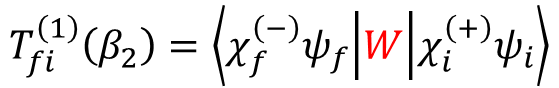 T_{fi}^{(1)}(β_2) = ⟨χ_f^{(−)} ψ_f |W| χ_i^{(+)} ψ_i⟩